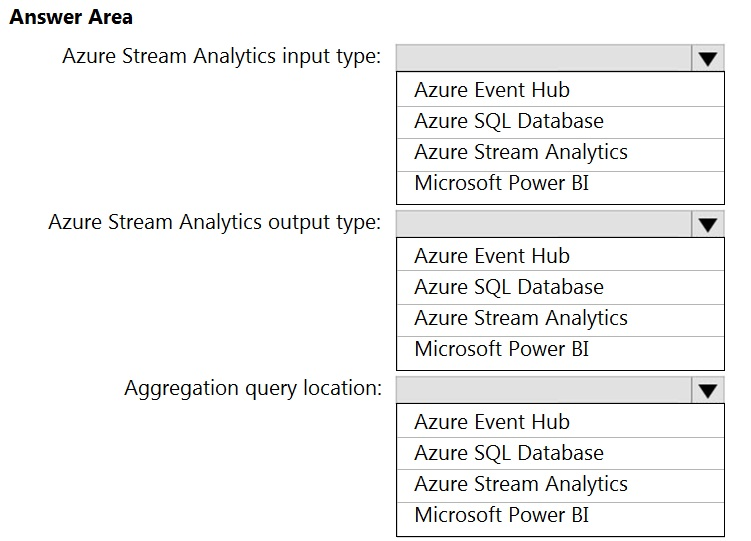 Answer Area
Azure Stream Analytics input type:
Azure Event Hub
Azure SQL Database
Azure Stream Analytics
Microsoft Power BI
Azure Stream Analytics output type:
Azure Event Hub
Azure SQL Database
Azure Stream Analytics
Microsoft Power BI
Aggregation query location:
Azure Event Hub
Azure SQL Database
Azure Stream Analytics
Microsoft Power BI